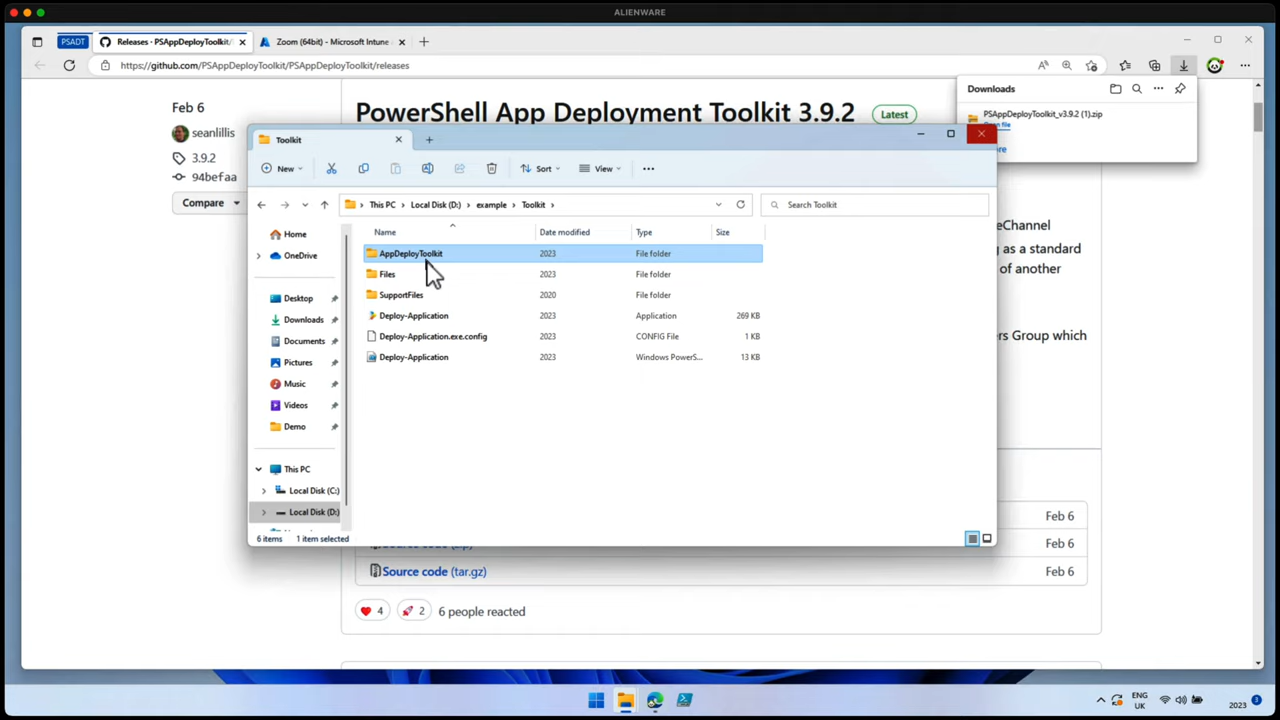 ALIENWARE
PSADT
Releases · PSAppDeployToolkit/
Zoom (64bit) - Microsoft Intune
https://github.com/PSAppDeployToolkit/PSAppDeployToolkit/releases
Feb 6
seanlillis
3.9.2
94befaa
Compare
PowerShell App Deployment Toolkit 3.9.2
Latest
Downloads
PSAppDeployToolkit_v3.9.2 (1).zip
Toolkit
New
Sort
View
This PC
Local Disk (D:)
example
Toolkit
Search Toolkit
Home
OneDrive
Desktop
Downloads
Documents
Pictures
Music
Videos
Demo
This PC
Local Disk (C:)
Local Disk (D:)
Name Date modified Type Size
AppDeployToolkit 2023 File folder
Files 2023 File folder
SupportFiles 2020 File folder
Deploy-Application 2023 Application 269 KB
Deploy-Application.exe.config 2023 CONFIG File 1 KB
Deploy-Application 2023 Windows PowerS... 13 KB
6 items 1 item selected
eChannel
g as a standard
of another
ers Group which
Feb 6
Source code (zip) Feb 6
Source code (tar.gz) Feb 6
4
2
6 people reacted
ENG
UK
2023
3